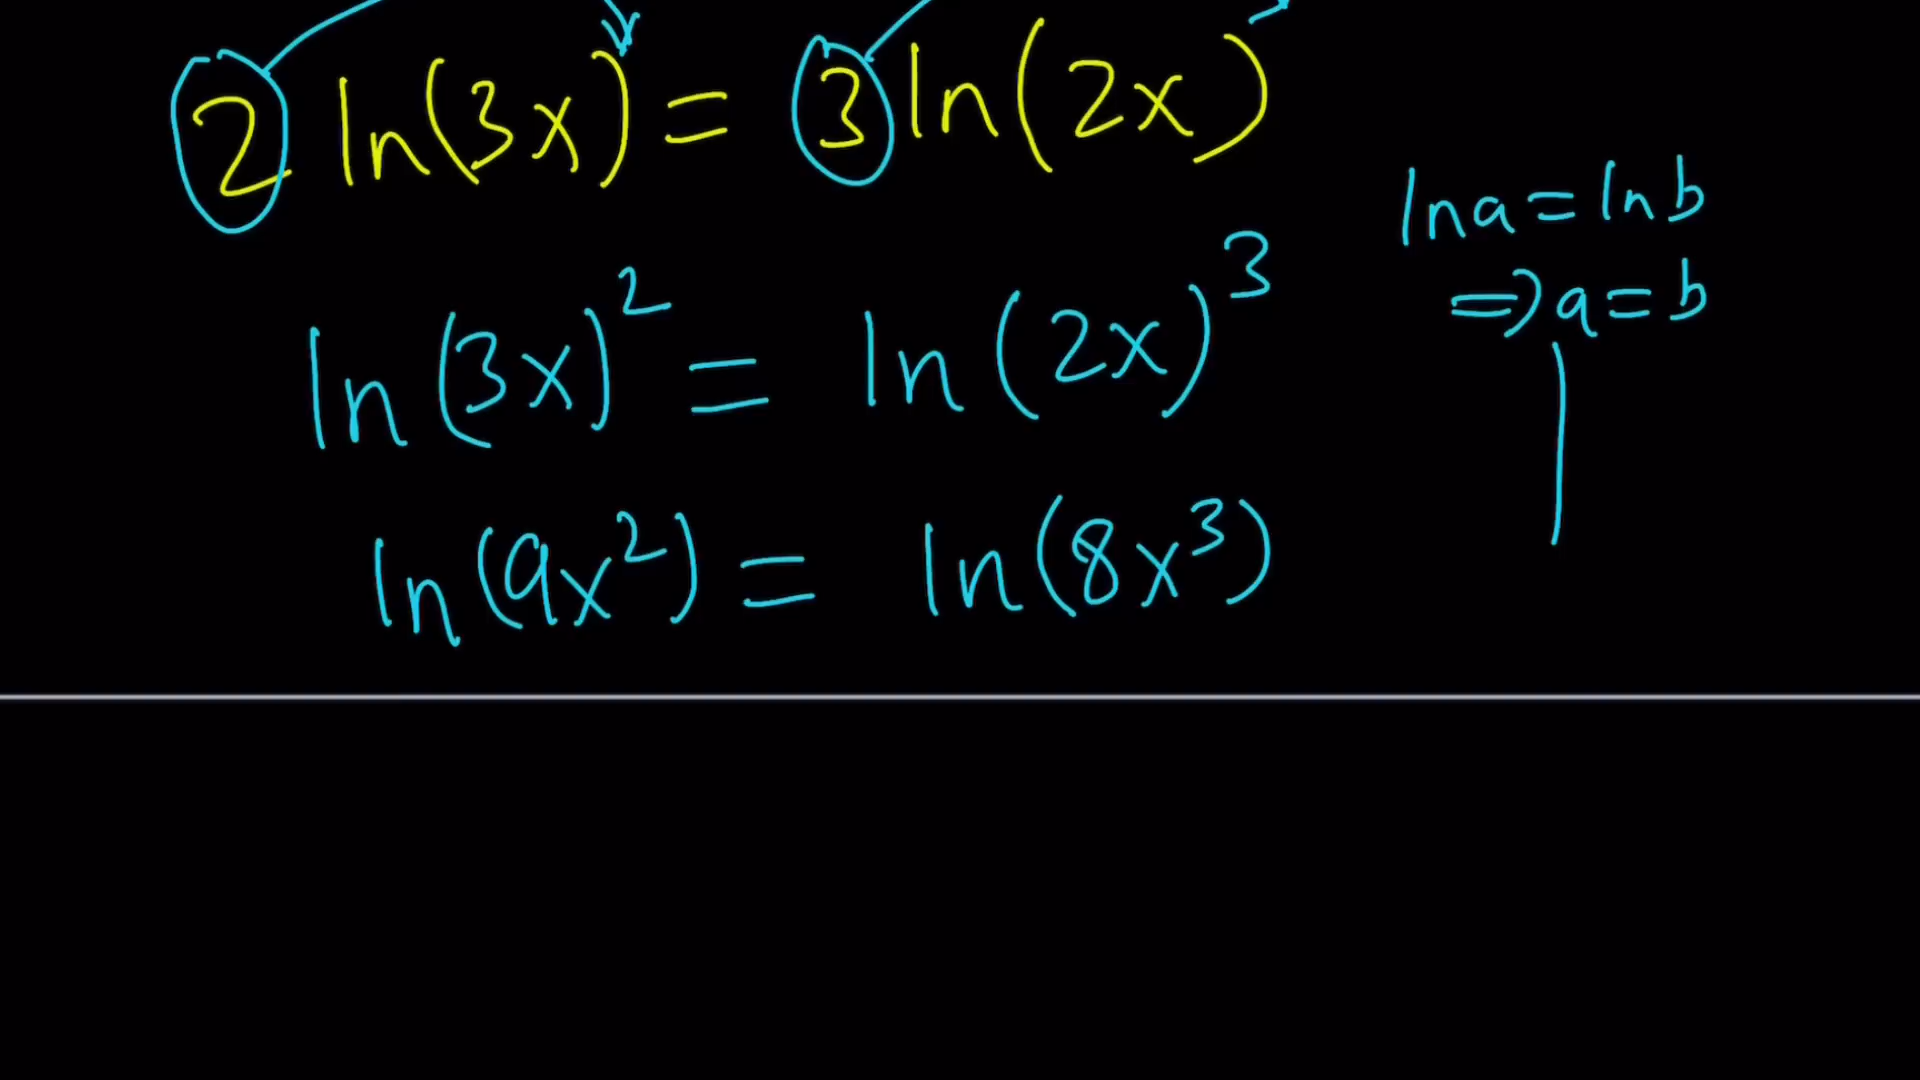 2 ln(3x) = 3 ln(2x)
ln a = ln b
⇒ a = b
ln(3x)² = ln(2x)³
ln(9x²) = ln(8x³)